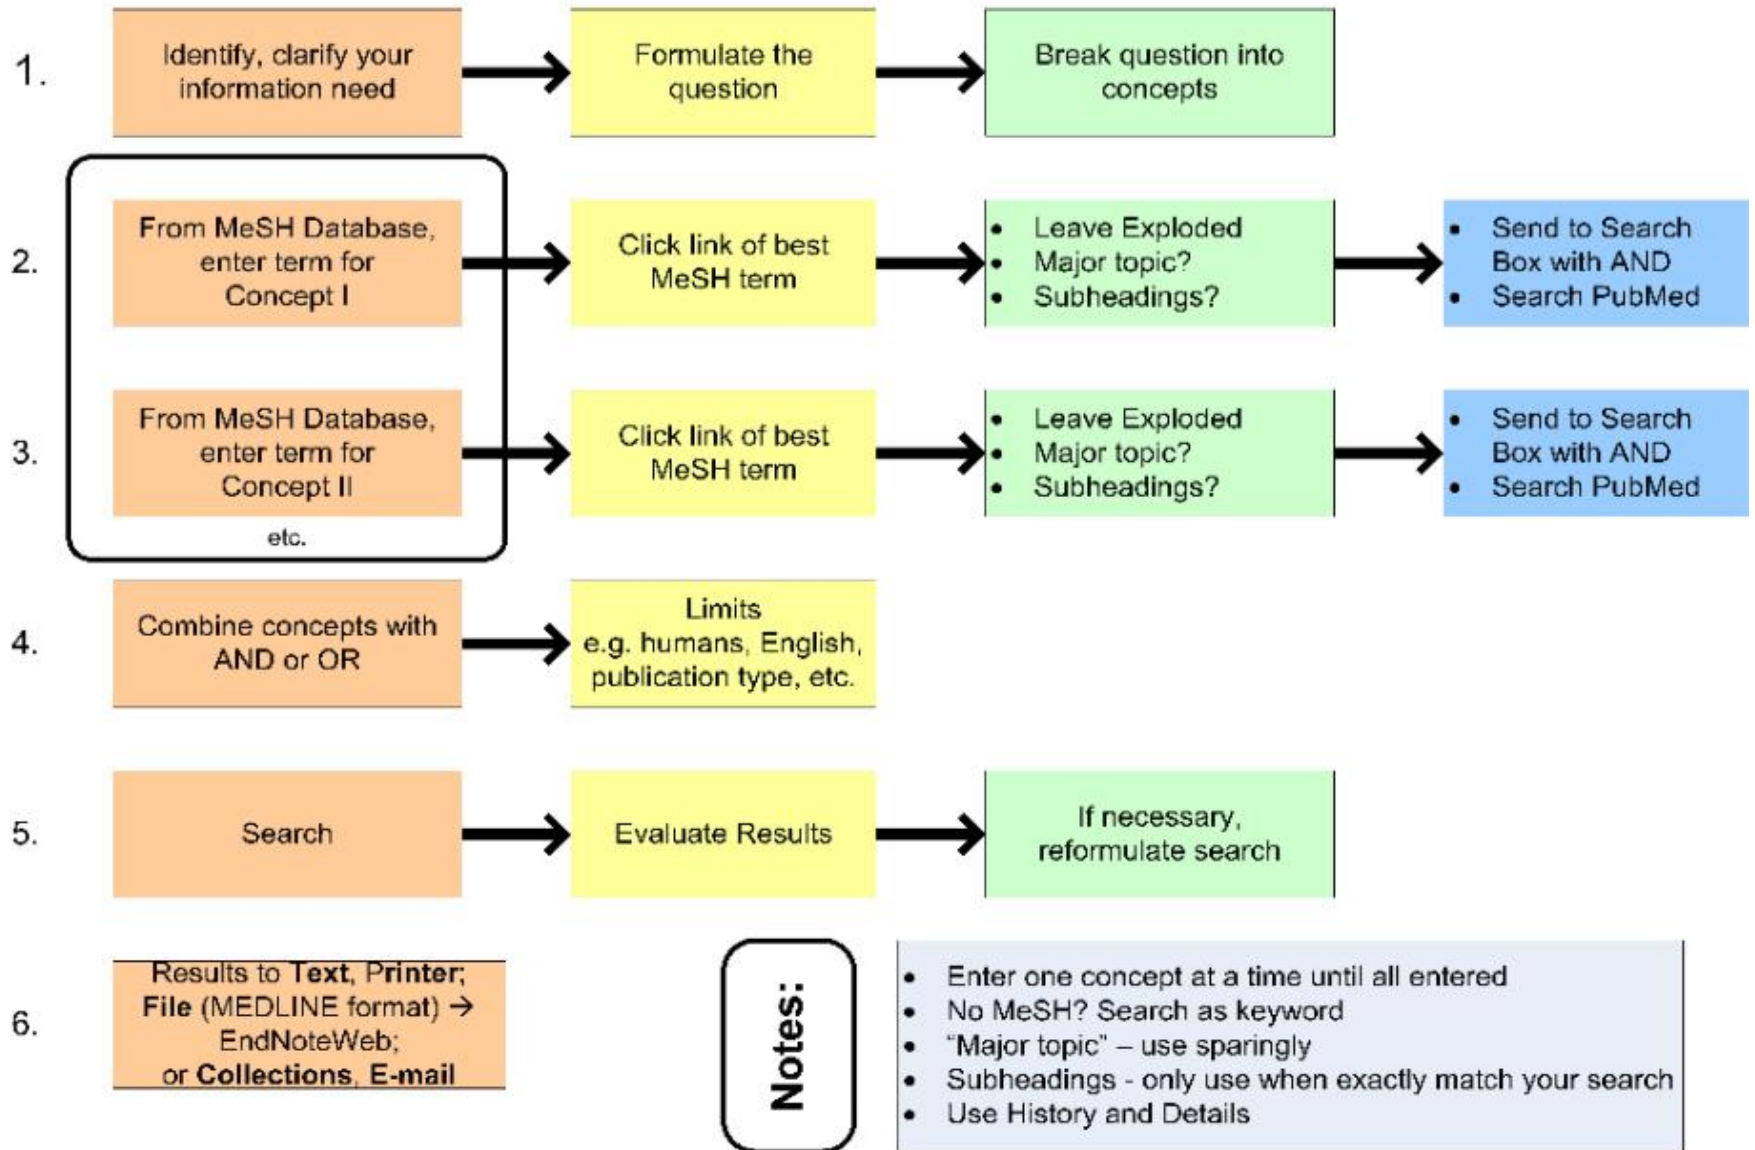 1.
Identify, clarify your
information need
Formulate the
question
Break question into
concepts
2.
From MeSH Database,
enter term for
Concept I
Click link of best
MeSH term
• Leave Exploded
• Major topic?
• Subheadings?
• Send to Search
Box with AND
• Search PubMed
3.
From MeSH Database,
enter term for
Concept II
etc.
Click link of best
MeSH term
• Leave Exploded
• Major topic?
• Subheadings?
• Send to Search
Box with AND
• Search PubMed
4.
Combine concepts with
AND or OR
Limits
e.g. humans, English,
publication type, etc.
5.
Search
Evaluate Results
If necessary,
reformulate search
6.
Results to Text, Printer;
File (MEDLINE format) →
EndNoteWeb;
or Collections, E-mail
Notes:
• Enter one concept at a time until all entered
• No MeSH? Search as keyword
• “Major topic” – use sparingly
• Subheadings - only use when exactly match your search
• Use History and Details